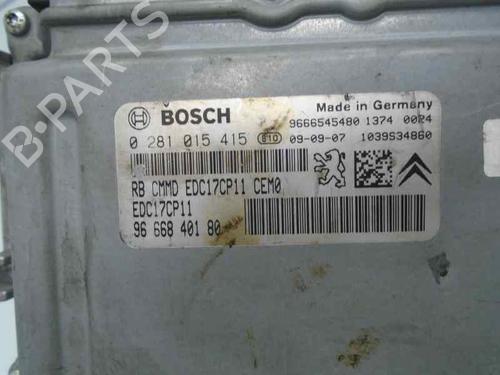 BOSCH
Made in Germany
9666545480 1374 0024
0 281 015 415 e10 09-09-07 1039S34860
RB CMMD EDC17CP11 CEM0
EDC17CP11
96 668 401 80
B-PARTS